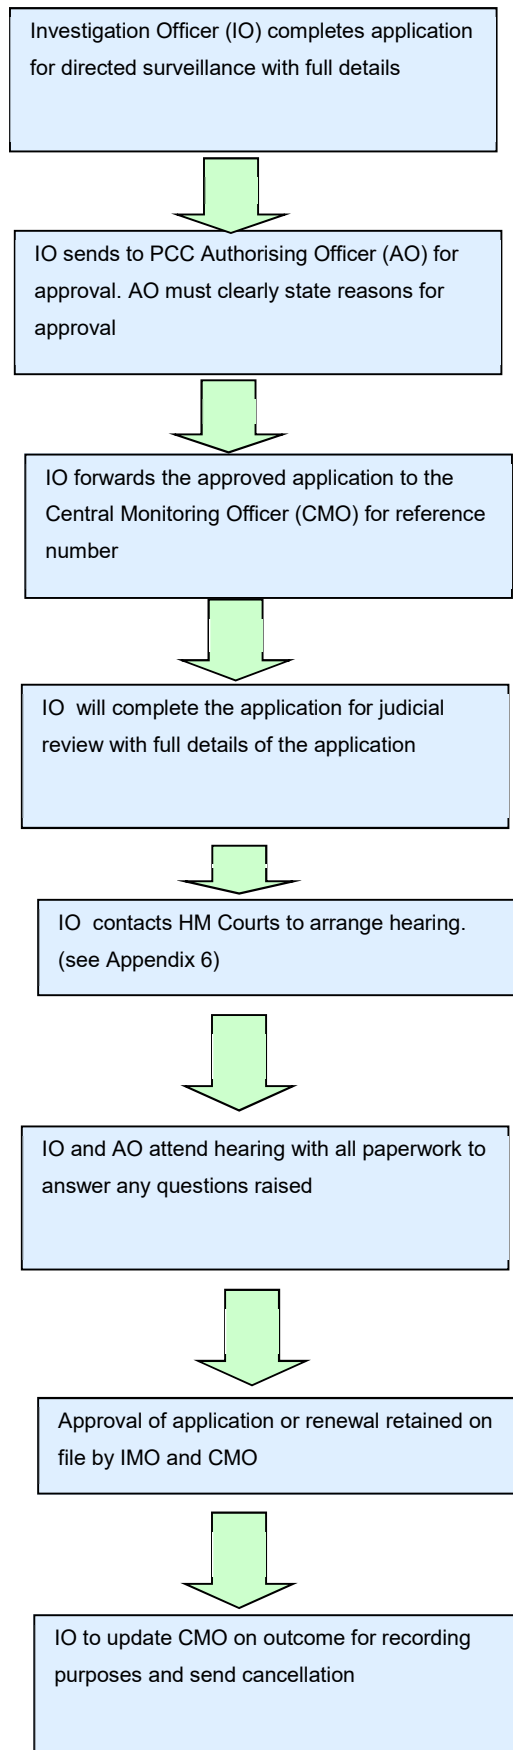 Investigation Officer (IO) completes application
for directed surveillance with full details
IO sends to PCC Authorising Officer (AO) for
approval. AO must clearly state reasons for
approval
IO forwards the approved application to the
Central Monitoring Officer (CMO) for reference
number
IO  will complete the application for judicial
review with full details of the application
IO  contacts HM Courts to arrange hearing.
(see Appendix 6)
IO and AO attend hearing with all paperwork to
answer any questions raised
Approval of application or renewal retained on
file by IMO and CMO
IO to update CMO on outcome for recording
purposes and send cancellation